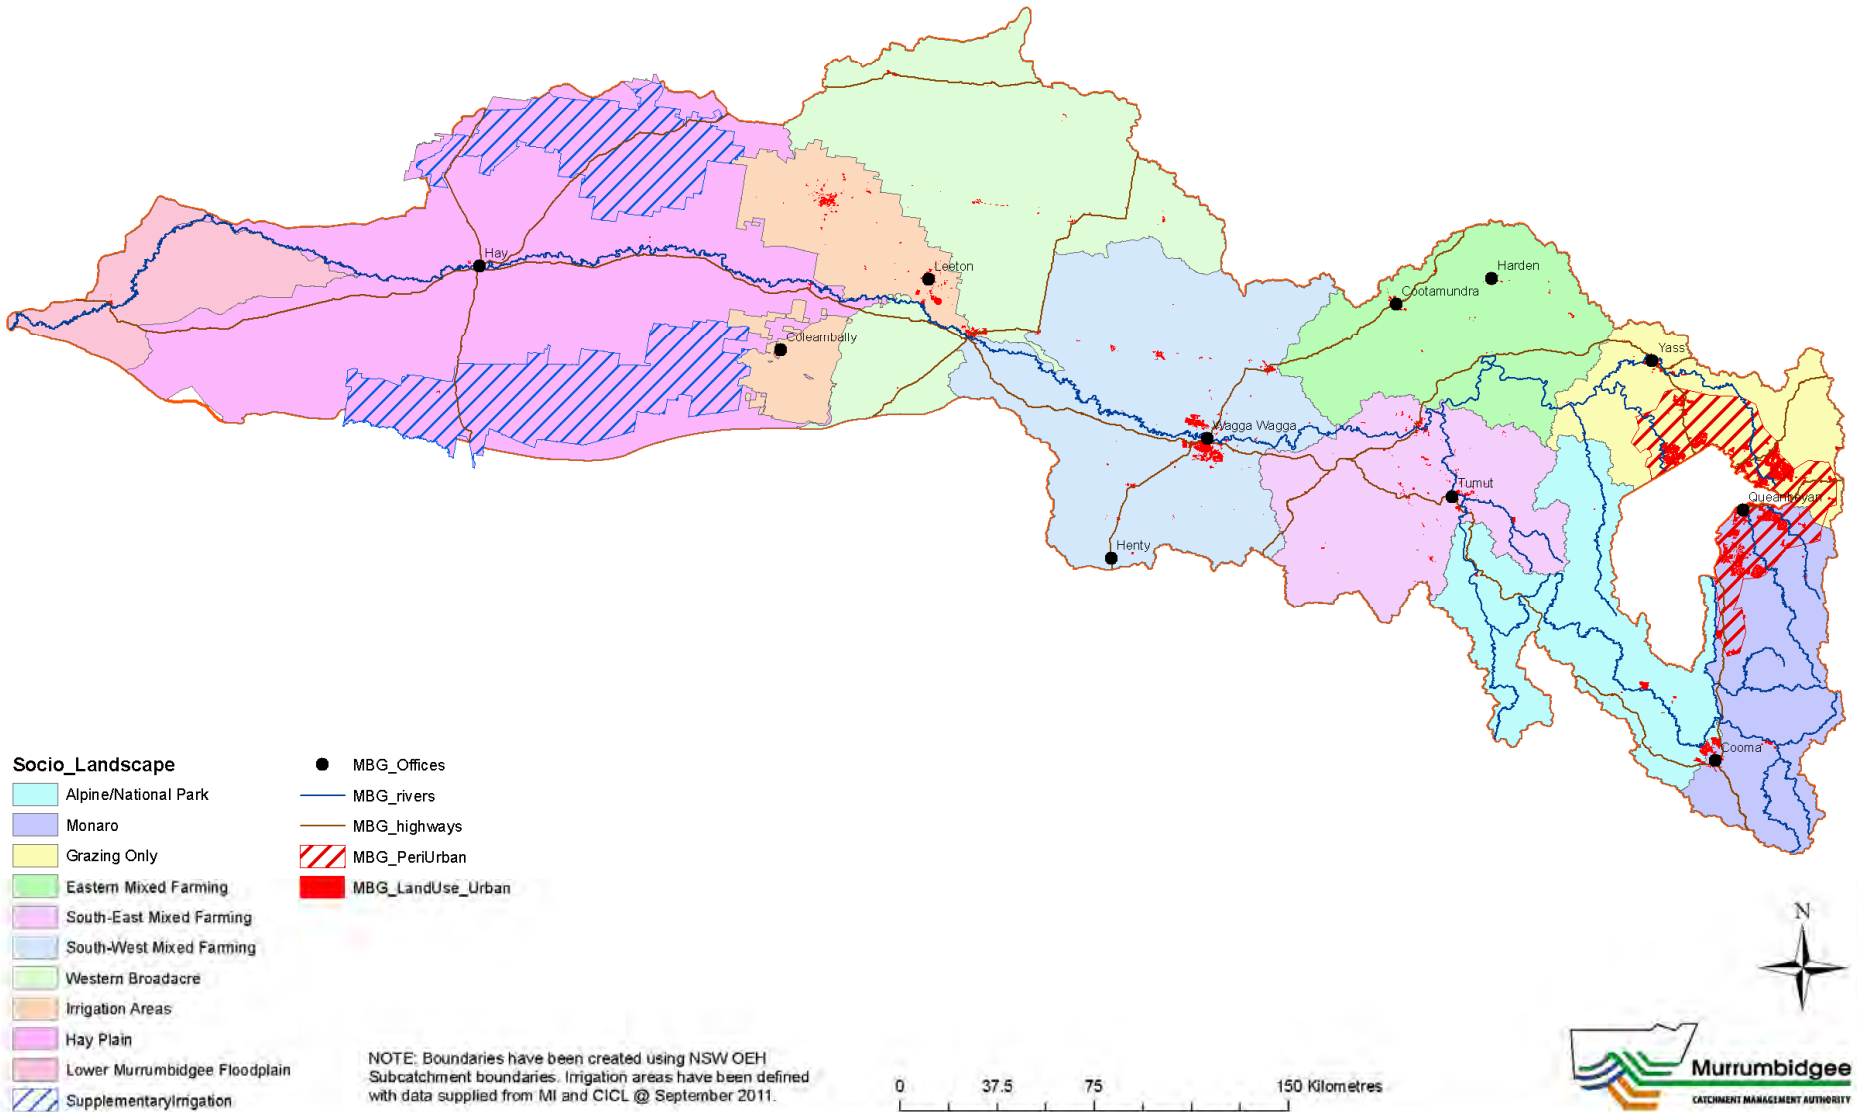 Hay
Leeton
Coleambally
Harden
Cootamundra
Yass
Wagga Wagga
Tumut
Queanbeyan
Henty
Cooma
Socio_Landscape
Alpine/National Park
Monaro
Grazing Only
Eastern Mixed Farming
South-East Mixed Farming
South-West Mixed Farming
Western Broadacre
Irrigation Areas
Hay Plain
Lower Murrumbidgee Floodplain
SupplementaryIrrigation
MBG_Offices
MBG_rivers
MBG_highways
MBG_PeriUrban
MBG_LandUse_Urban
NOTE: Boundaries have been created using NSW OEH
Subcatchment boundaries. Irrigation areas have been defined
with data supplied from MI and CICL @ September 2011.
0 37.5 75 150 Kilometres
N
Murrumbidgee
CATCHMENT MANAGEMENT AUTHORITY